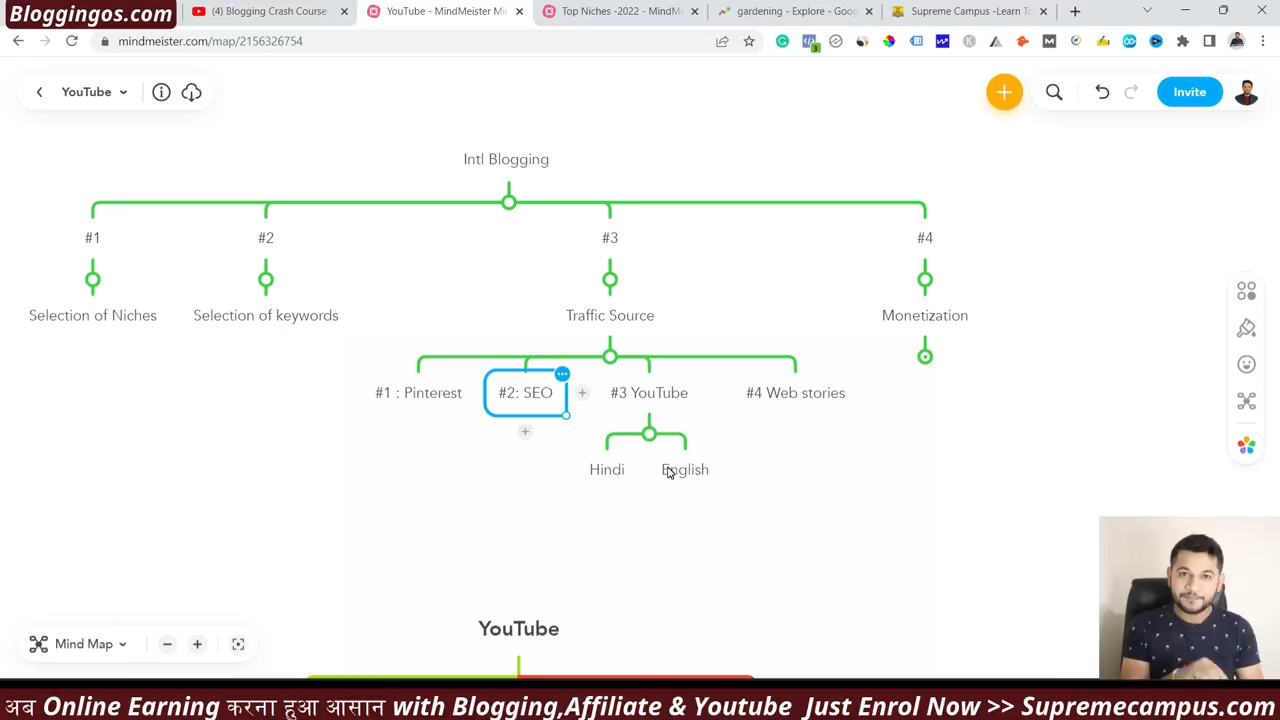 Bloggingos.com
(4) Blogging Crash Course
YouTube - MindMeister Mi
Top Niches -2022 - MindM
gardening - Explore - Goog
Supreme Campus -Learn To
mindmeister.com/map/2156326754
3
YouTube
Invite
Intl Blogging
#1
#2
#3
#4
Selection of Niches
Selection of keywords
Traffic Source
Monetization
#1 : Pinterest
#2: SEO
#3 YouTube
#4 Web stories
Hindi
English
YouTube
Mind Map
अब Online Earning करना हुआ आसान with Blogging,Affiliate & Youtube Just Enrol Now >> Supremecampus.com